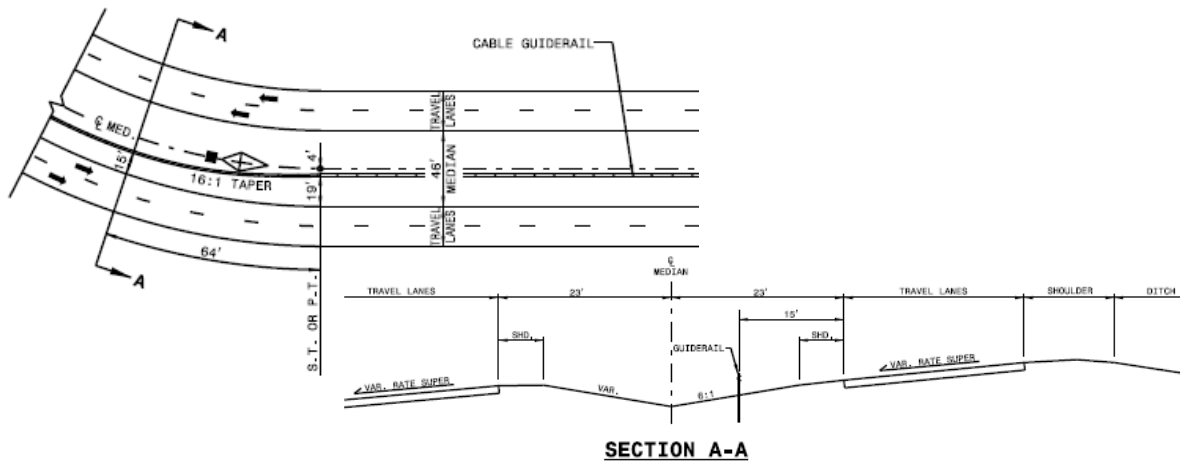 A
CABLE GUIDERAIL
℄ MED.
15'
16:1 TAPER
4'
19'
TRAVEL
LANES
46'
MEDIAN
TRAVEL
LANES
64'
A
S.T. OR P.T.
℄
MEDIAN
TRAVEL LANES
23'
23'
TRAVEL LANES
SHOULDER
DITCH
15'
SHD.
SHD.
GUIDERAIL
VAR. RATE SUPER
VAR.
6:1
VAR. RATE SUPER
SECTION A-A